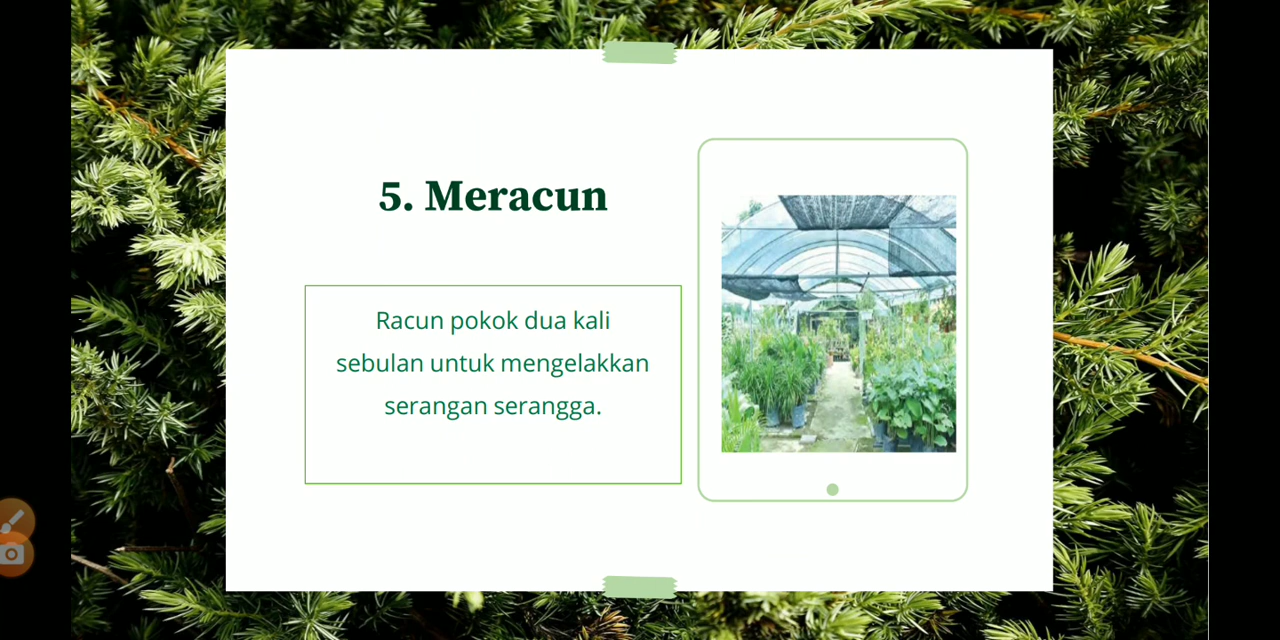 5. Meracun
Racun pokok dua kali
sebulan untuk mengelakkan
serangan serangga.